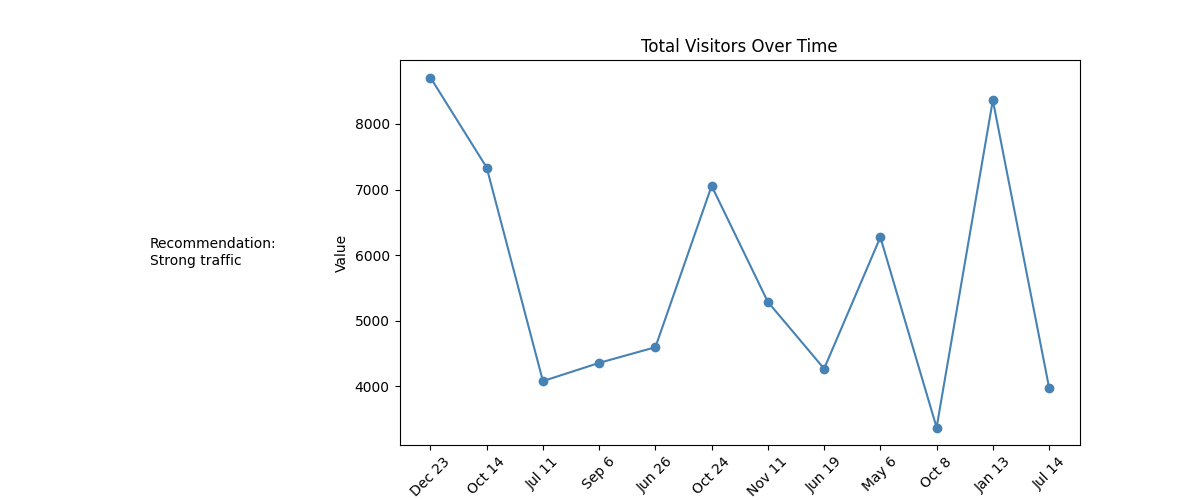 Total Visitors Over Time
Recommendation:
Strong traffic
Value
8000
7000
6000
5000
4000
Dec 23
Oct 14
Jul 11
Sep 6
Jun 26
Oct 24
Nov 11
Jun 19
May 6
Oct 8
Jan 13
Jul 14